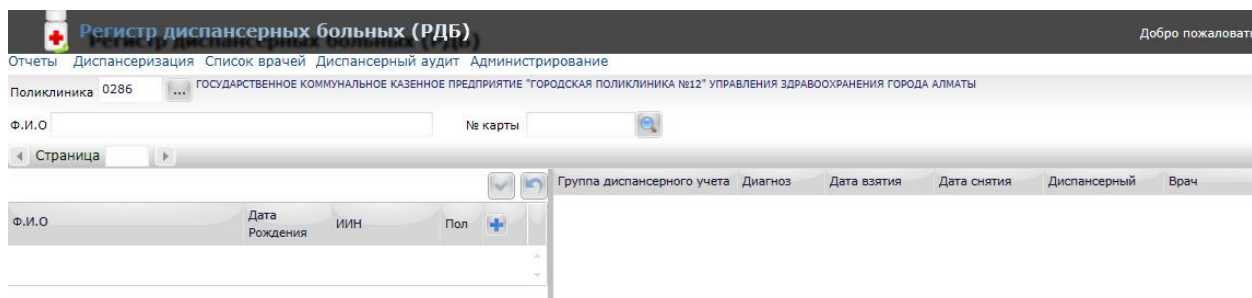 Регистр диспансерных больных (РДБ)
Добро пожаловать
Отчеты Диспансеризация Список врачей Диспансерный аудит Администрирование
Поликлиника 0286 ... ГОСУДАРСТВЕННОЕ КОММУНАЛЬНОЕ КАЗЕННОЕ ПРЕДПРИЯТИЕ "ГОРОДСКАЯ ПОЛИКЛИНИКА №12" УПРАВЛЕНИЯ ЗДРАВООХРАНЕНИЯ ГОРОДА АЛМАТЫ
Ф.И.О № карты
Страница
Группа диспансерного учета Диагноз Дата взятия Дата снятия Диспансерный Врач
Ф.И.О Дата Рождения ИИН Пол